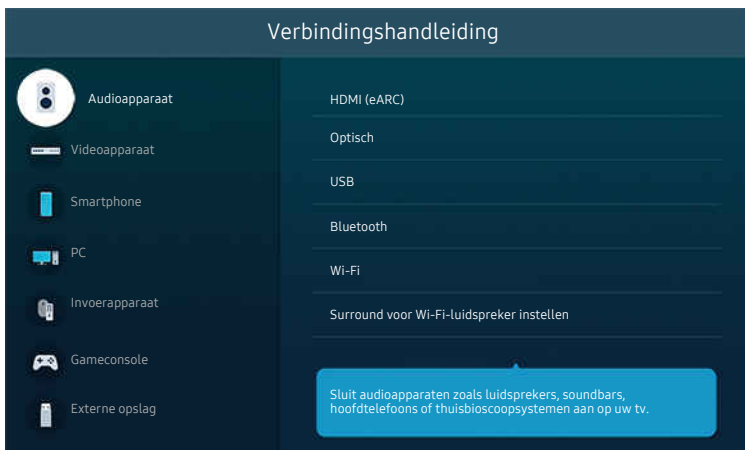 Verbindingshandleiding
Audioapparaat
Videoapparaat
Smartphone
PC
Invoerapparaat
Gameconsole
Externe opslag
HDMI (eARC)
Optisch
USB
Bluetooth
Wi-Fi
Surround voor Wi-Fi-luidspreker instellen
Sluit audioapparaten zoals luidsprekers, soundbars,
hoofdtelefoons of thuisbioscoopsystemen aan op uw tv.